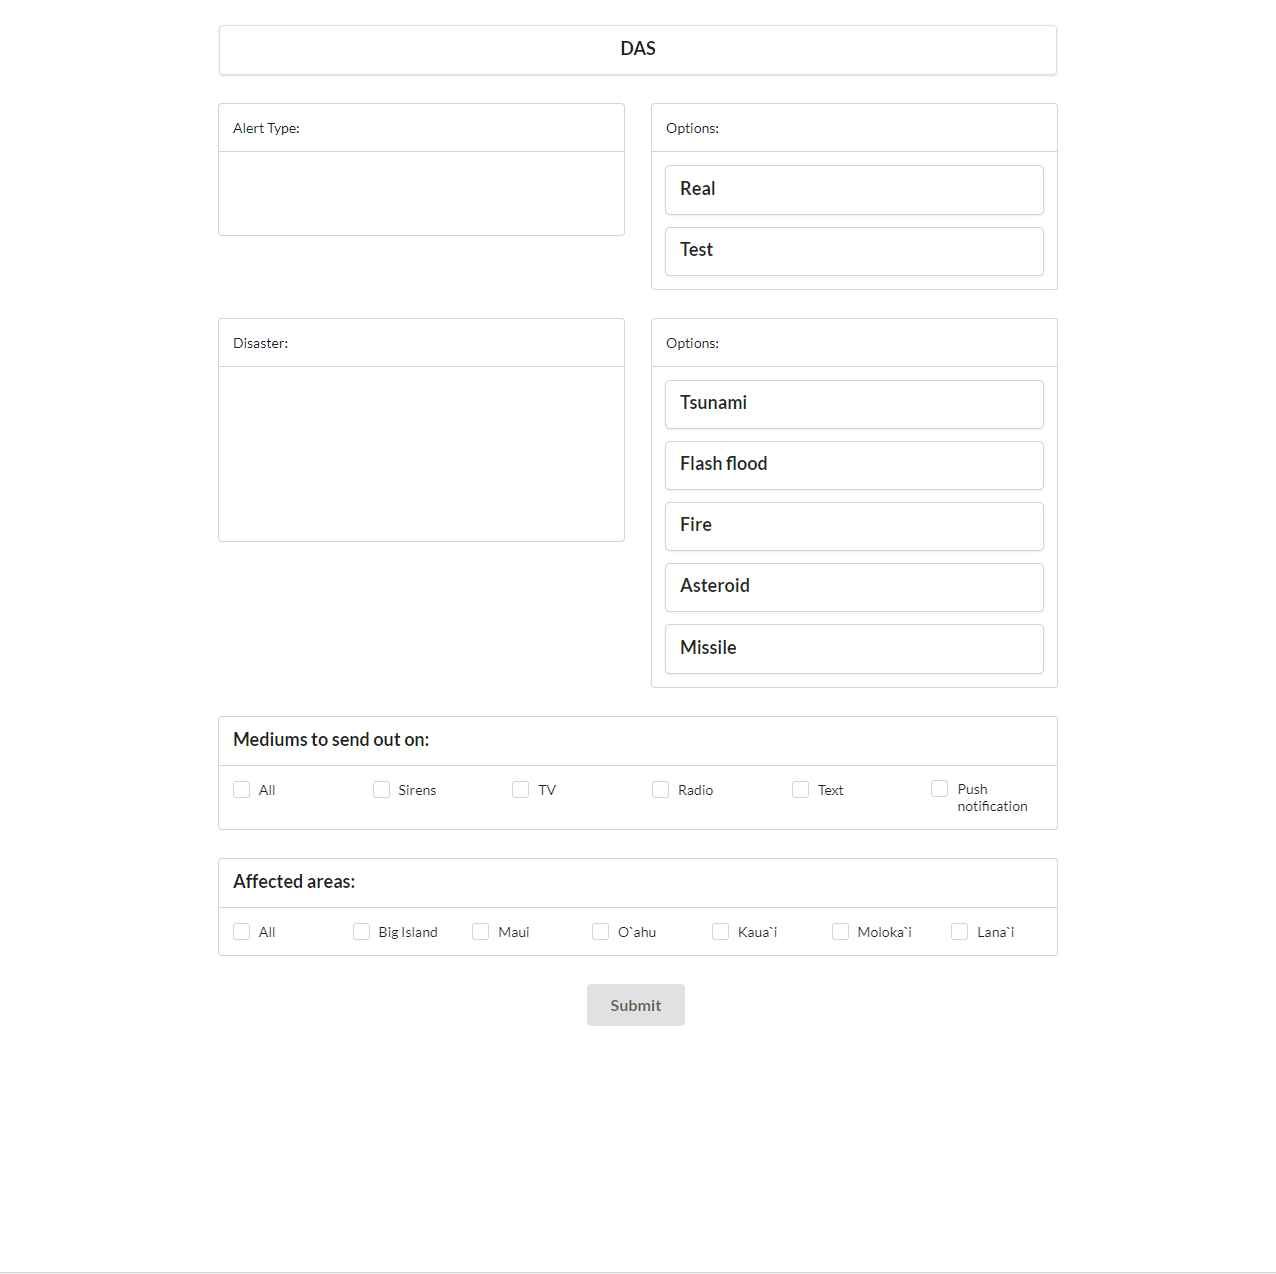 DAS
Alert Type:
Options:
Real
Test
Disaster:
Options:
Tsunami
Flash flood
Fire
Asteroid
Missile
Mediums to send out on:
All Sirens TV Radio Text Push
notification
Affected areas:
All Big Island Maui O`ahu Kaua`i Moloka`i Lana`i
Submit